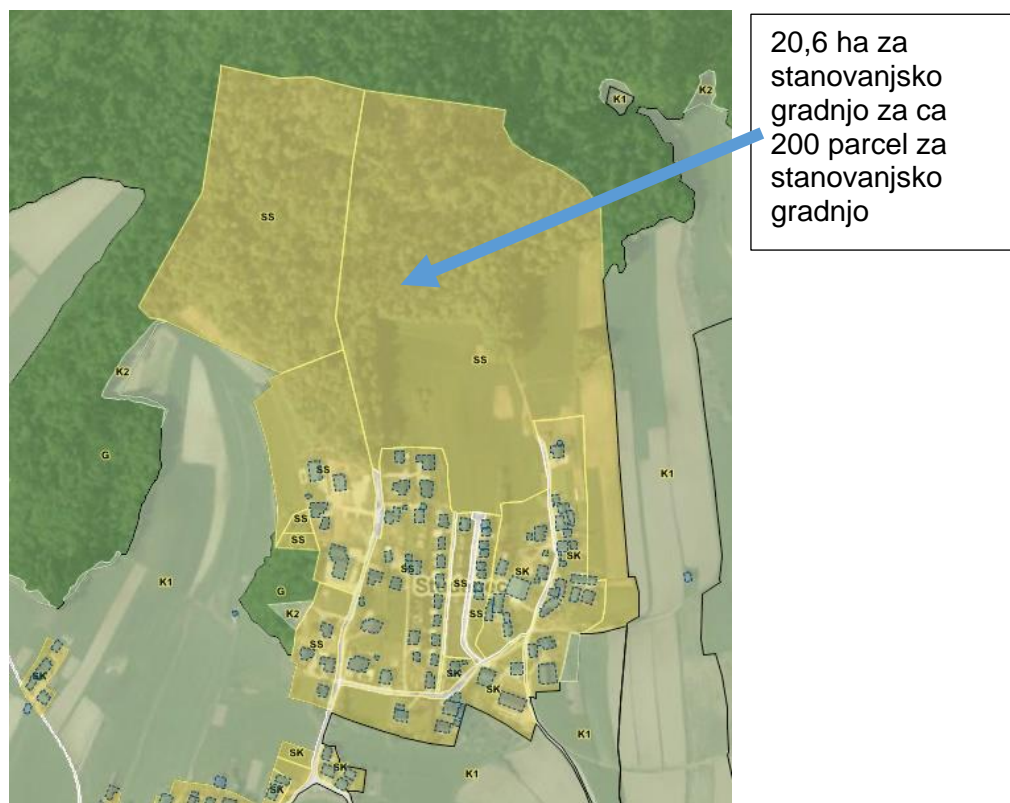 20,6 ha za
stanovanjsko
gradnjo za ca
200 parcel za
stanovanjsko
gradnjo
K1
K2
SS
K2
SS
G
K1
SS
SS
SS
K1
G
K2
SS
SS
SS
SS
SK
SK
SS
SK
SK
SK
SK
SK
SK
K1
K1